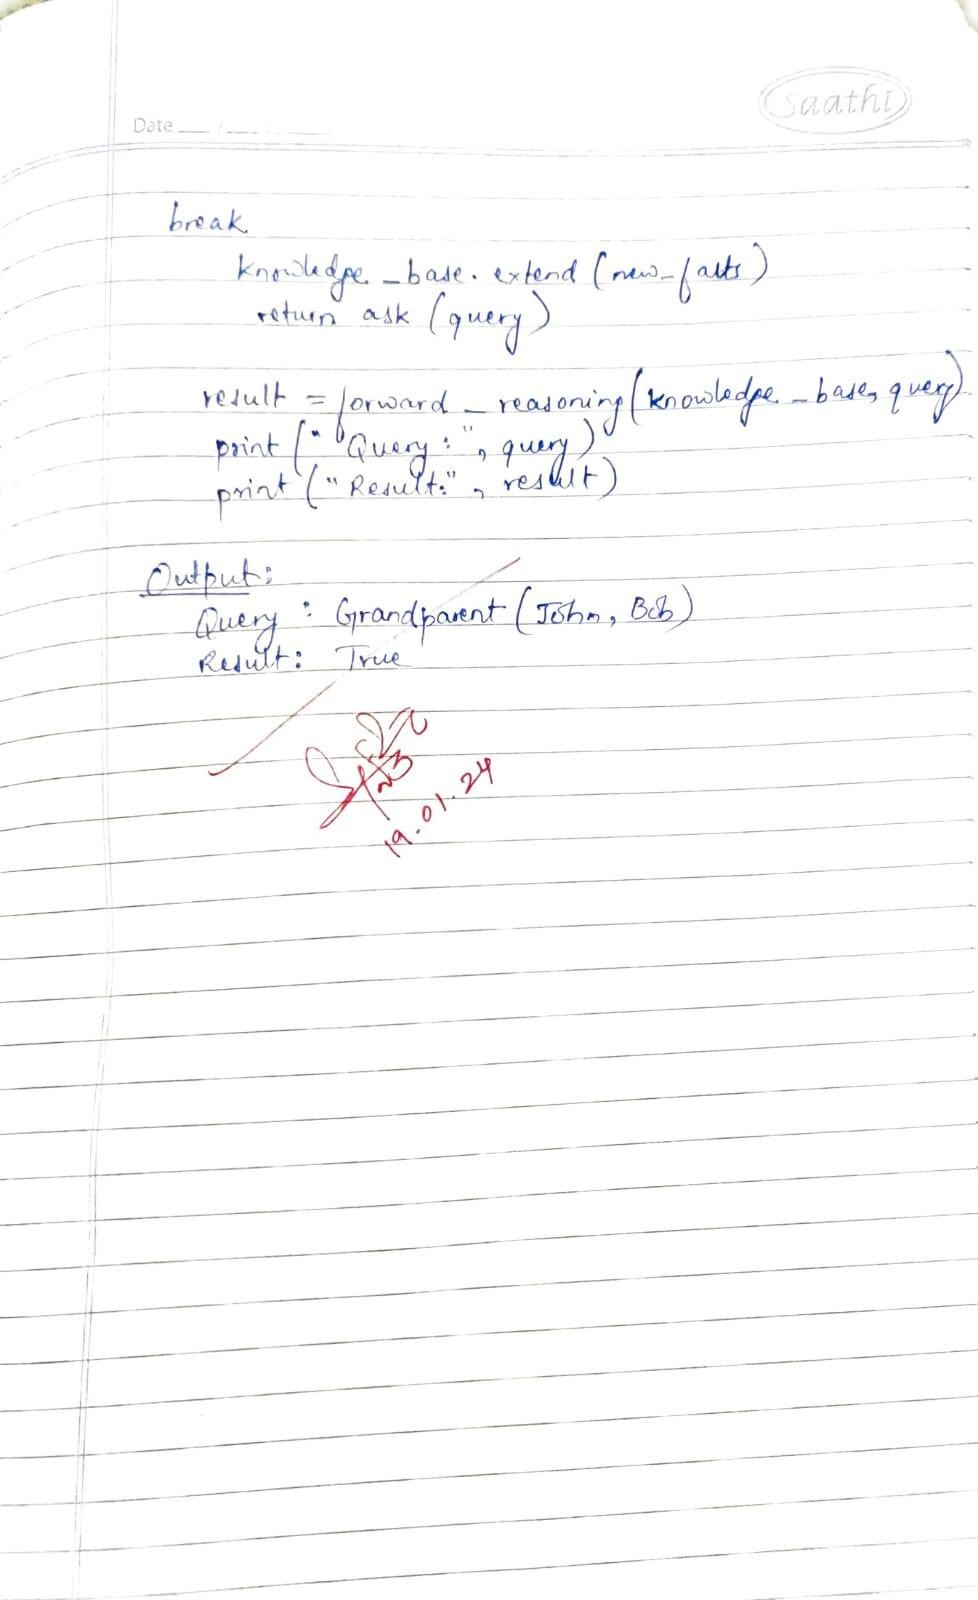 saathi
Date
break
knowledge_base.extend(new_facts)
return ask(query)
result = forward_reasoning(knowledge_base, query)
print("Query:", query)
print("Result:", result)
Output:
Query: Grandparent(John, Bob)
Result: True
19.01.24